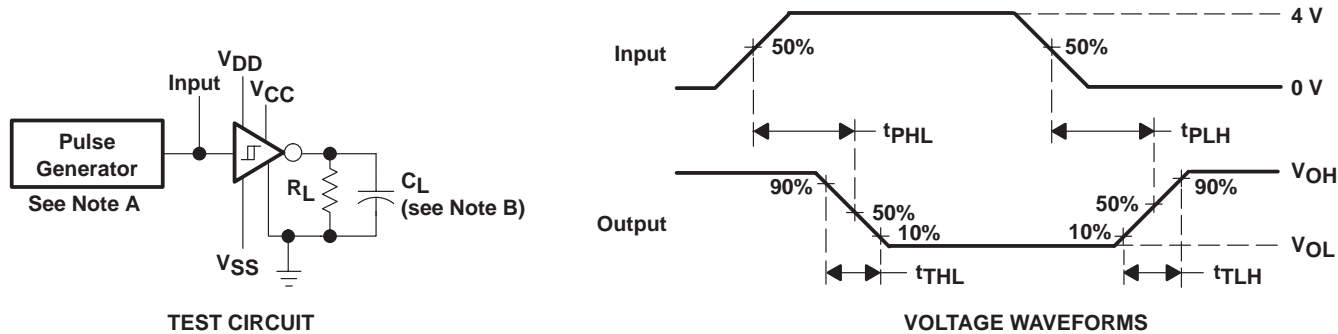 VDD
Input
VCC
Pulse
Generator
See Note A
RL
CL
(see Note B)
VSS
TEST CIRCUIT
4 V
Input
50%
50%
0 V
tPHL
tPLH
VOH
90%
90%
Output
50%
50%
10%
10%
VOL
tTHL
tTLH
VOLTAGE WAVEFORMS